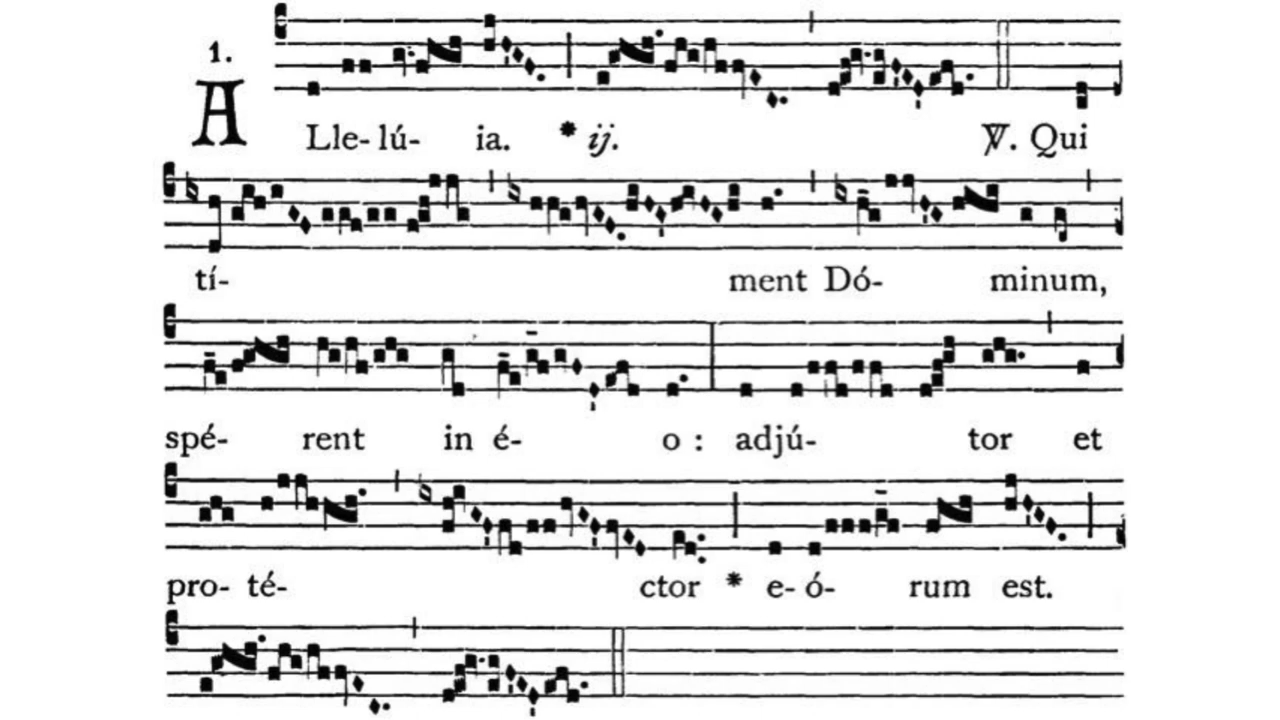 1.
ALle- lú- ia. * ij. ℣. Qui
tí- ment Dó- minum,
spé- rent in é- o : adjú- tor et
pro- té- ctor * e- ó- rum est.